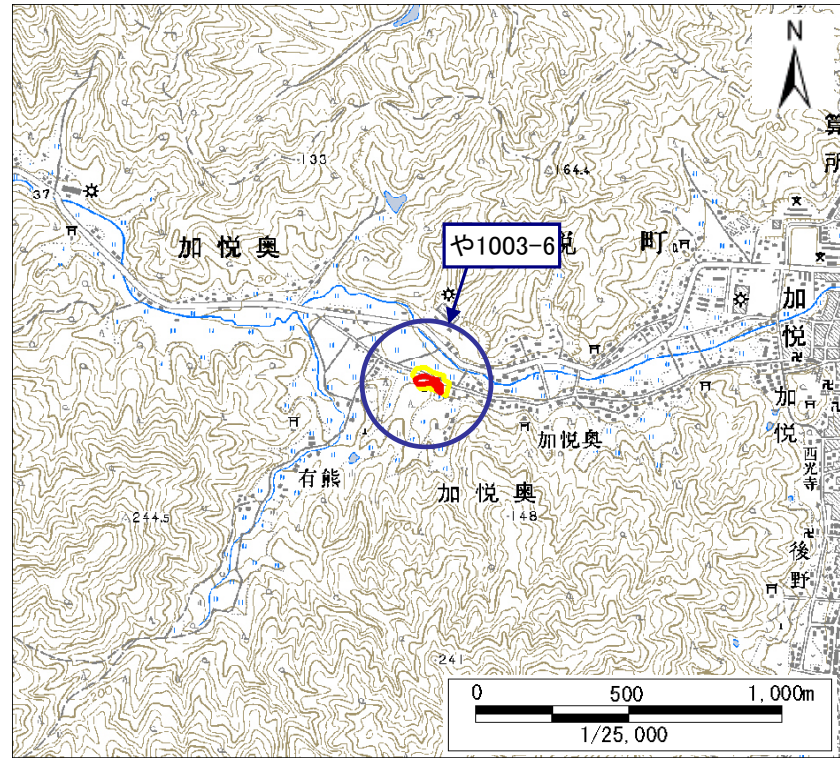 N
算所
133
164.4
37
加悦奥
や1003-6
悦町
加悦
加悦
加悦奥
西光寺
有熊
加悦奥
244.5
148
後野
241
0 500 1,000m
1/25,000